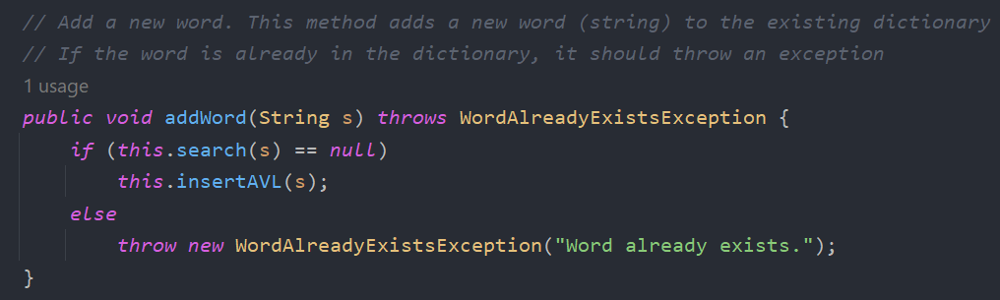 // Add a new word. This method adds a new word (string) to the existing dictionary
// If the word is already in the dictionary, it should throw an exception
1 usage
public void addWord(String s) throws WordAlreadyExistsException {
    if (this.search(s) == null)
        this.insertAVL(s);
    else
        throw new WordAlreadyExistsException("Word already exists.");
}